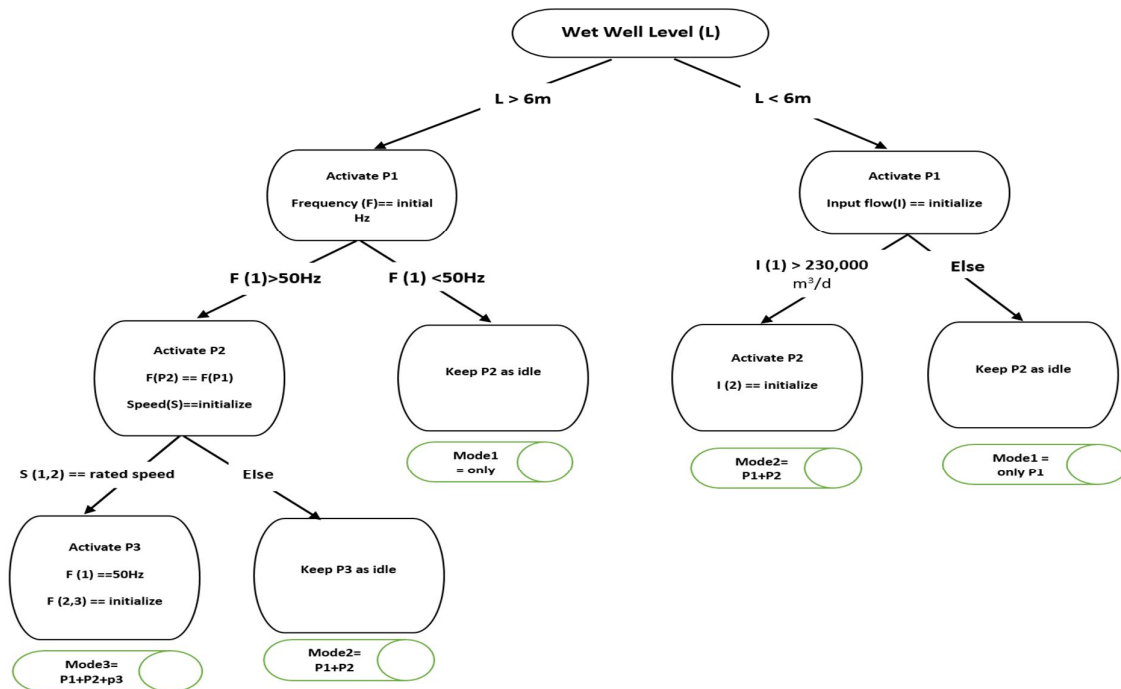 Wet Well Level (L)
L > 6m
L < 6m
Activate P1
Frequency (F)== initial
Hz
Activate P1
Input flow(I) == initialize
F (1)>50Hz
F (1) <50Hz
I (1) > 230,000
m³/d
Else
Activate P2
F(P2) == F(P1)
Speed(S)==initialize
Keep P2 as idle
Activate P2
I (2) == initialize
Keep P2 as idle
Mode1
= only
Mode2=
P1+P2
Mode1 =
only P1
S (1,2) == rated speed
Else
Activate P3
F (1) ==50Hz
F (2,3) == initialize
Keep P3 as idle
Mode3=
P1+P2+p3
Mode2=
P1+P2